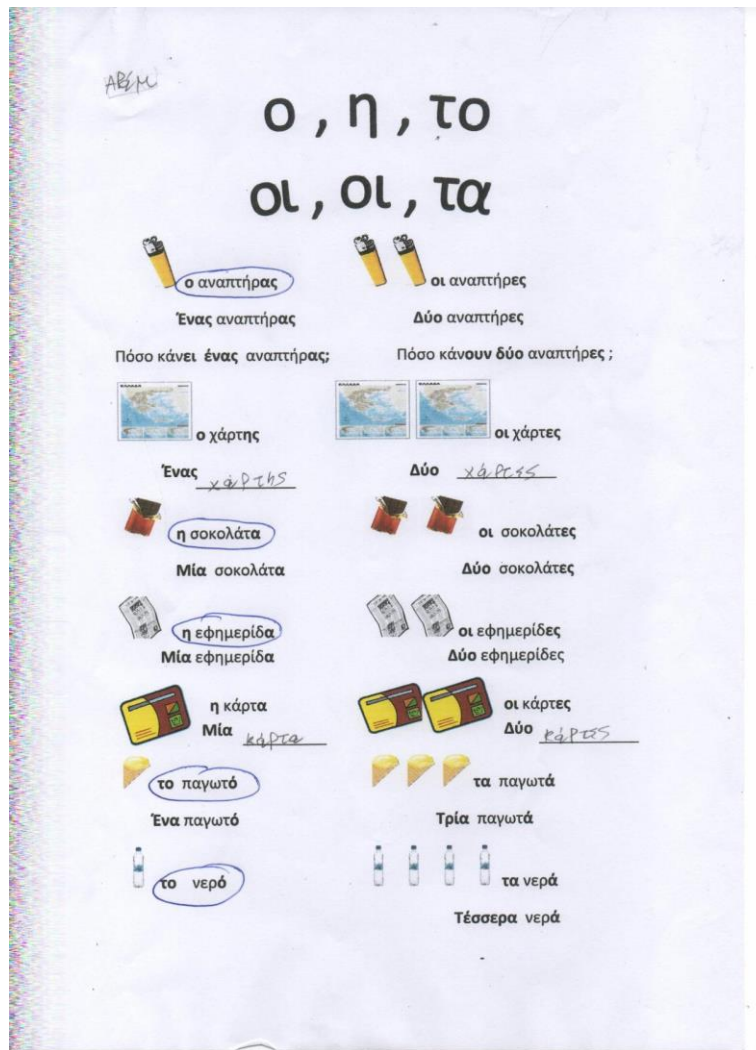 ο , η , το
οι , οι , τα
ο αναπτήρας οι αναπτήρες
Ένας αναπτήρας Δύο αναπτήρες
Πόσο κάνει ένας αναπτήρας; Πόσο κάνουν δύο αναπτήρες ;
ο χάρτης οι χάρτες
Ένας χάρτης Δύο χάρτες
η σοκολάτα οι σοκολάτες
Μία σοκολάτα Δύο σοκολάτες
η εφημερίδα οι εφημερίδες
Μία εφημερίδα Δύο εφημερίδες
η κάρτα οι κάρτες
Μία κάρτα Δύο κάρτες
το παγωτό τα παγωτά
Ένα παγωτό Τρία παγωτά
το νερό τα νερά
Τέσσερα νερά